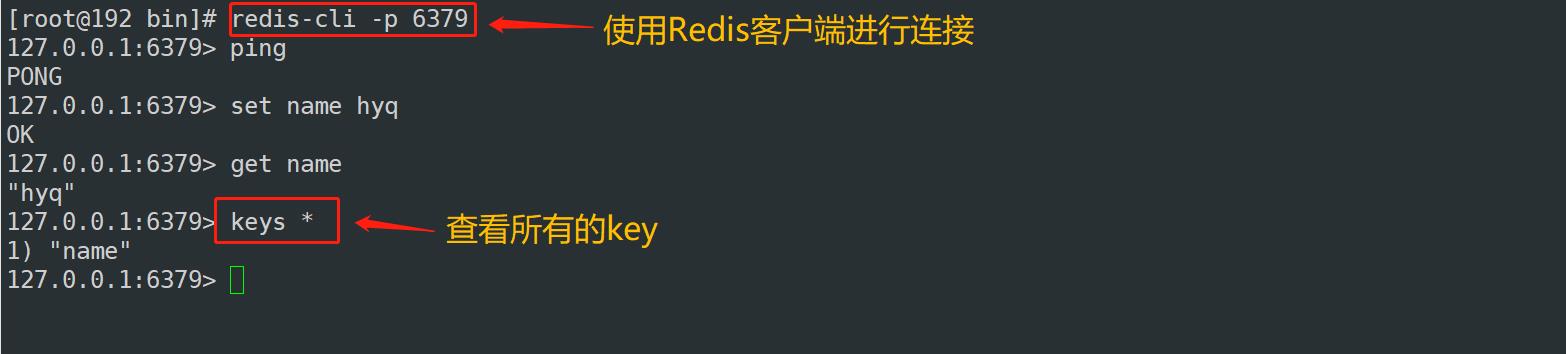 [root@192 bin]# redis-cli -p 6379 使用Redis客户端进行连接
127.0.0.1:6379> ping
PONG
127.0.0.1:6379> set name hyq
OK
127.0.0.1:6379> get name
"hyq"
127.0.0.1:6379> keys * 查看所有的key
1) "name"
127.0.0.1:6379>